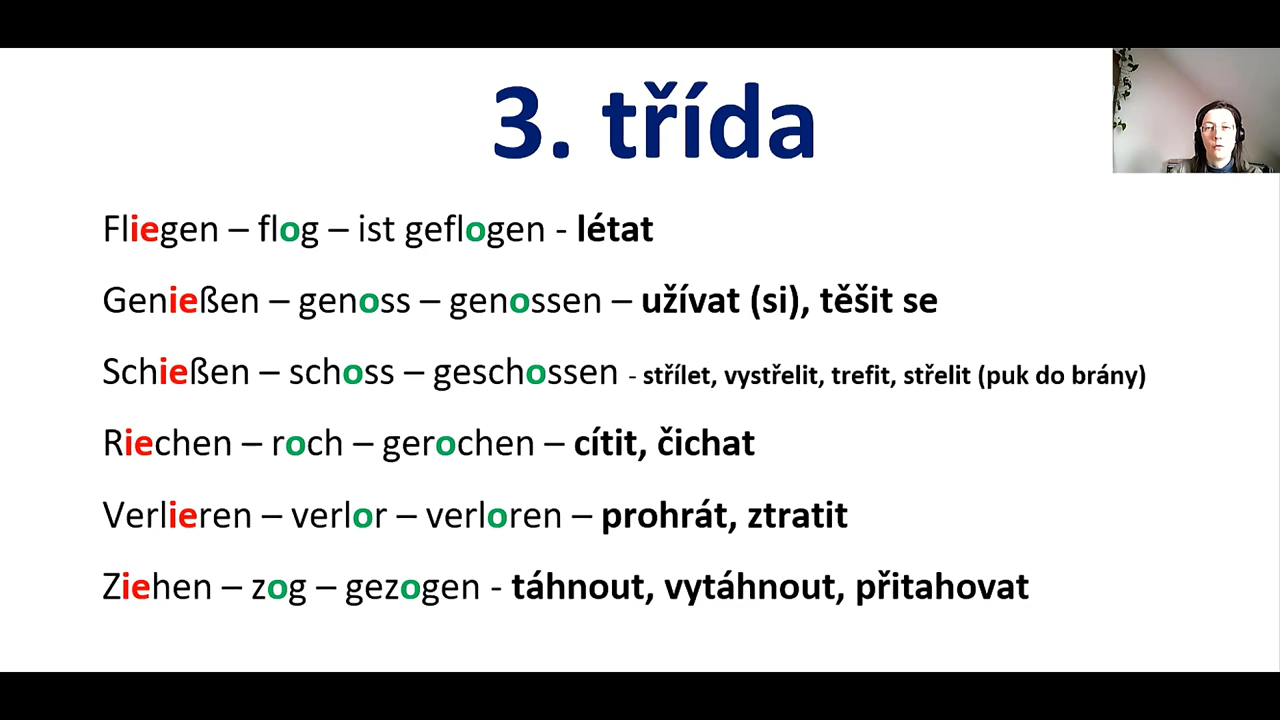 3. třída
Fliegen – flog – ist geflogen - létat
Genießen – genoss – genossen – užívat (si), těšit se
Schießen – schoss – geschossen - střílet, vystřelit, trefit, střelit (puk do brány)
Riechen – roch – gerochen – cítit, čichat
Verlieren – verlor – verloren – prohrát, ztratit
Ziehen – zog – gezogen - táhnout, vytáhnout, přitahovat